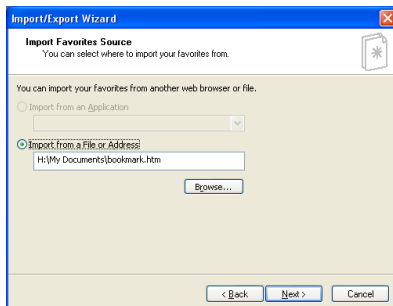 Import/Export Wizard
Import Favorites Source
You can select where to import your favorites from.
You can import your favorites from another web browser or file.
Import from an Application
Import from a File or Address
H:\My Documents\bookmark.htm
Browse...
< Back Next > Cancel